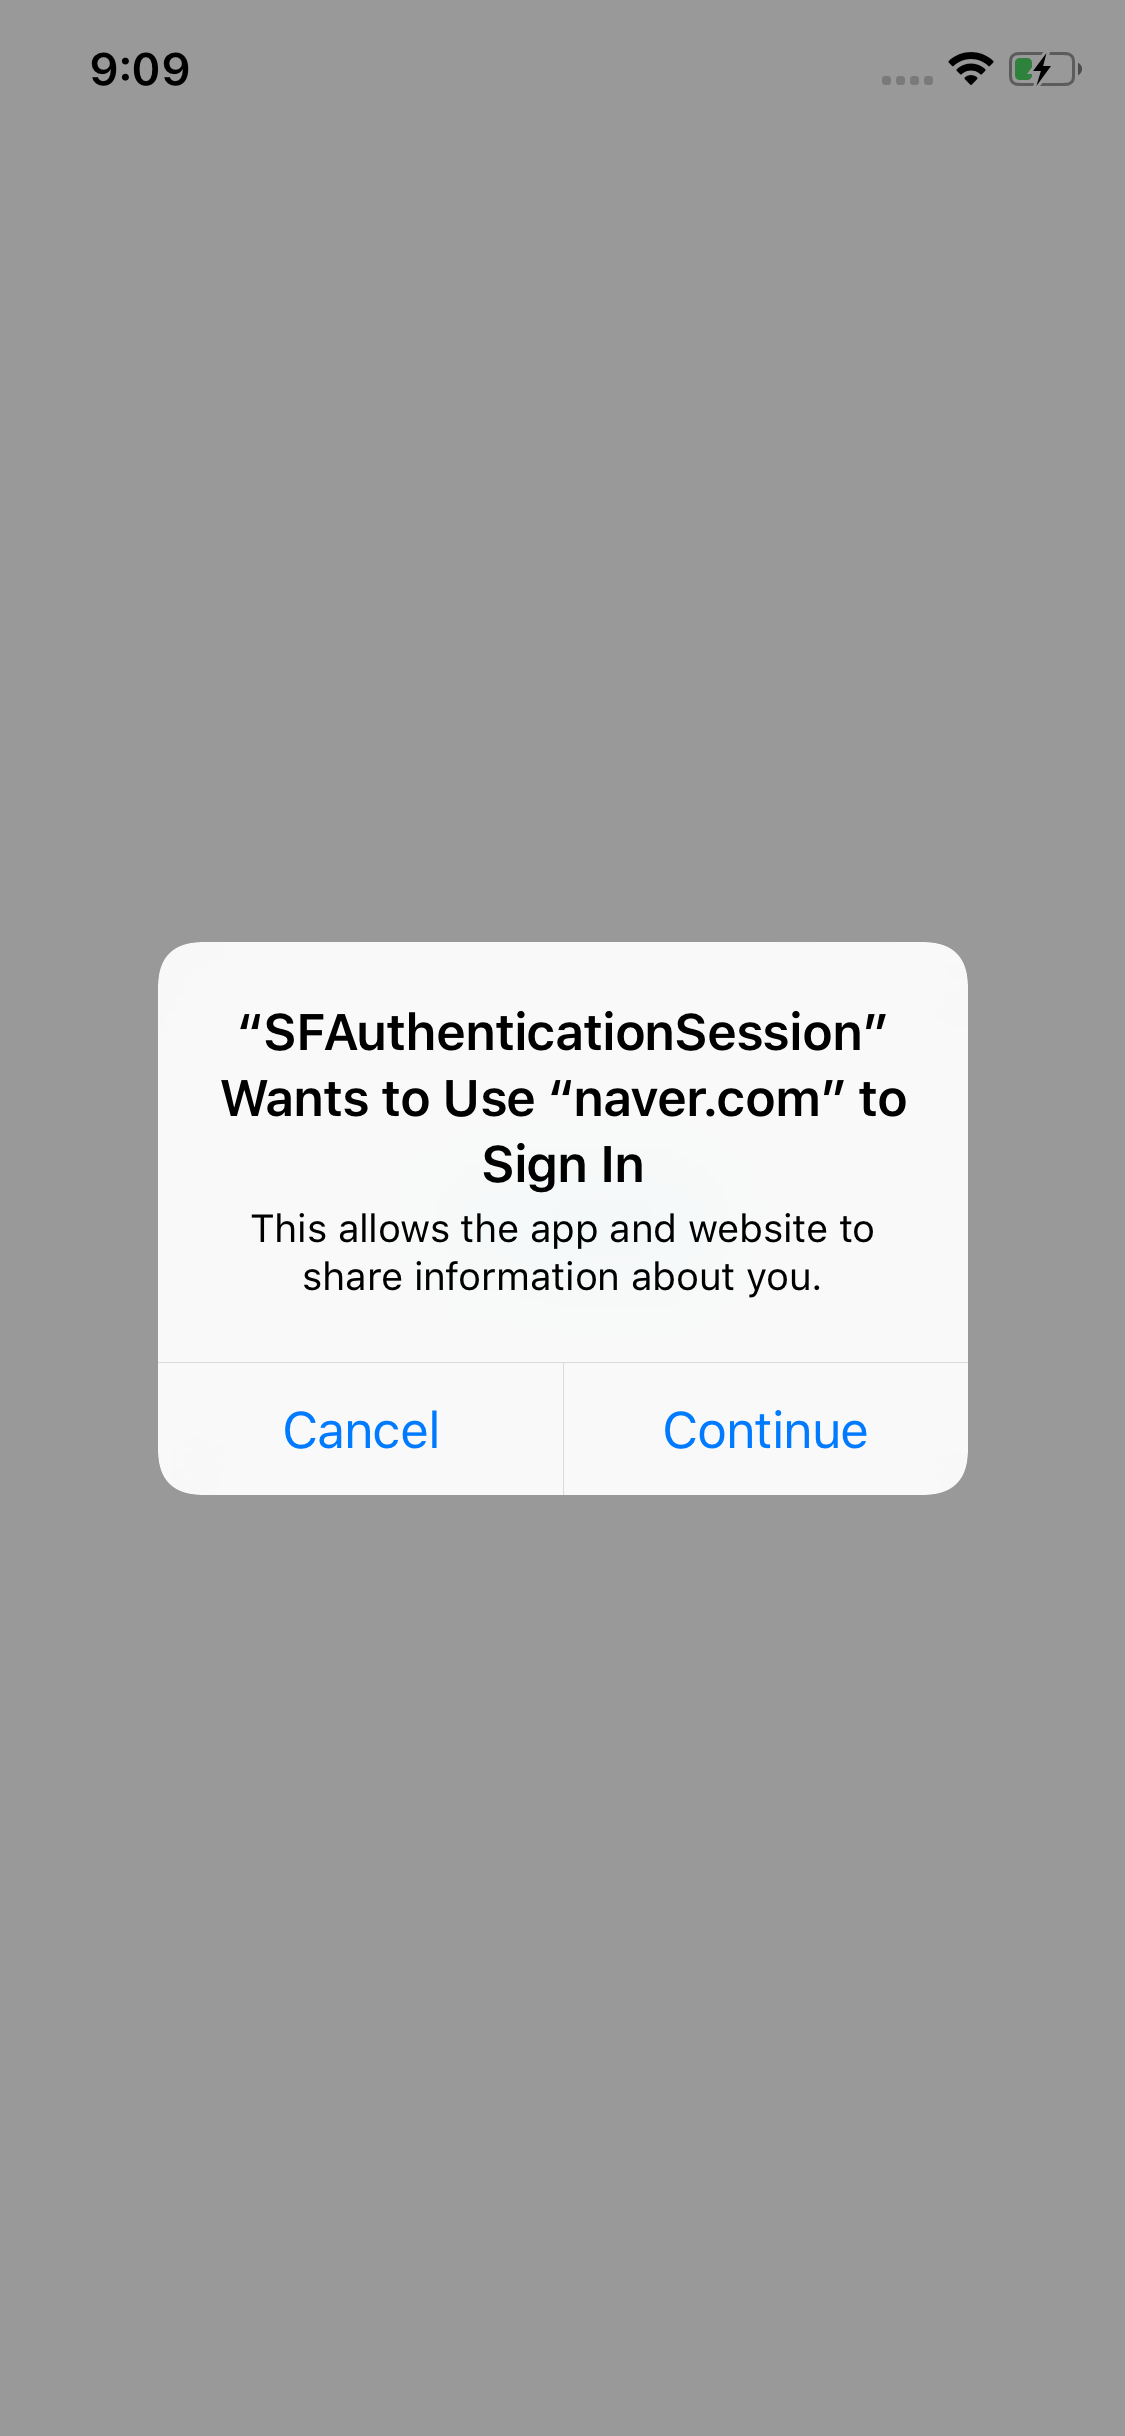 9:09
“SFAuthenticationSession”
Wants to Use “naver.com” to
Sign In
This allows the app and website to
share information about you.
Cancel
Continue